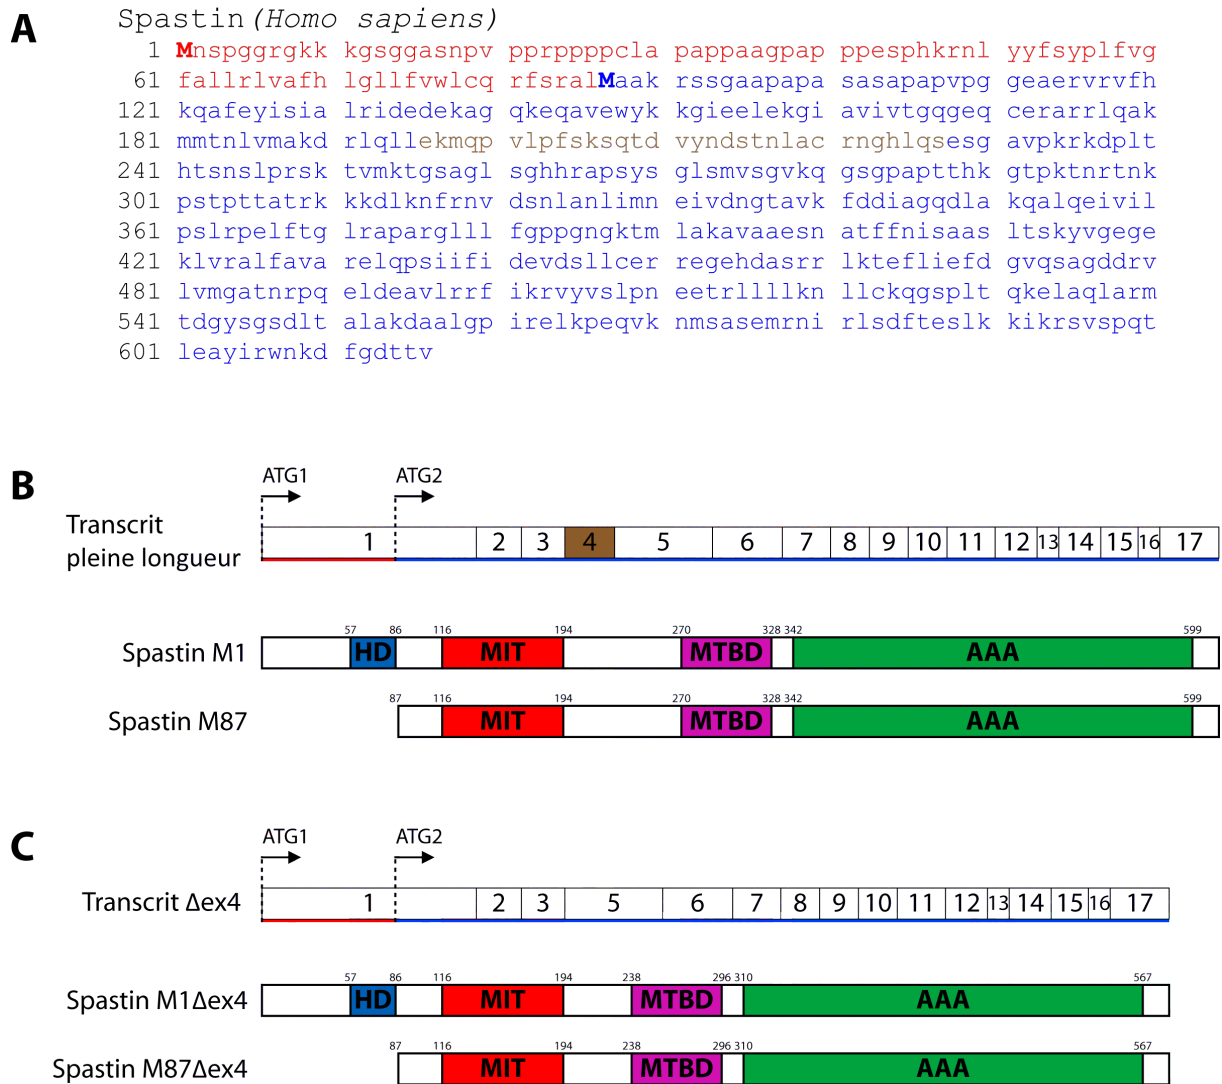 A
Spastin (Homo sapiens)
1 Mnspggrgkk kgsggasnpv pprppppcla papppaagpap ppesphkrnl yyfsyplfvg
61 fallrlvafh lgllfvwlcq rfsralMaak rssgaapapa sasapapvpg geaervrvfh
121 kqafeyisia lridedekag qkeqavewyk kgieelekgi avivtgqgeq cerarrlqak
181 mmtnlvmakd rlqllekmqp vlpfsksqtd vyndstnlac rnghlqsesg avpkrkdplt
241 htsnslprsk tvmktgsagl sghhrapsys glsmvsgvkq gsgpaptthk gtpktnrtnk
301 pstpttatrk kkdlknfrnv dsnlanlimn eivdngtavk fddiagqdla kqalqeivil
361 pslrpelftg lraparglll fgppgngktm lakavaaesn atffnisaas ltskyvgege
421 klvralfava relqpsiifi devdsllcer regehdasrr lkteflief​d gvqsagddrv
481 lvmgatnrpq eldeavlrrf ikrvyvslpn eetrllllkn llckqgsplt qkelaqlarm
541 tdgysgsdlt alakdaalgp irelkpeqvk nmsasemrni rlsdfteslk kikrsvspqt
601 leayirwnkd fgdttv
B
ATG1 ATG2
Transcrit
pleine longueur
1 2 3 4 5 6 7 8 9 10 11 12 13 14 15 16 17
57 86 116 194 270 328 342 599
Spastin M1 HD MIT MTBD AAA
87 116 194 270 328 342 599
Spastin M87 MIT MTBD AAA
C
ATG1 ATG2
Transcrit Δex4 1 2 3 5 6 7 8 9 10 11 12 13 14 15 16 17
57 86 116 194 238 296 310 567
Spastin M1Δex4 HD MIT MTBD AAA
87 116 194 238 296 310 567
Spastin M87Δex4 MIT MTBD AAA